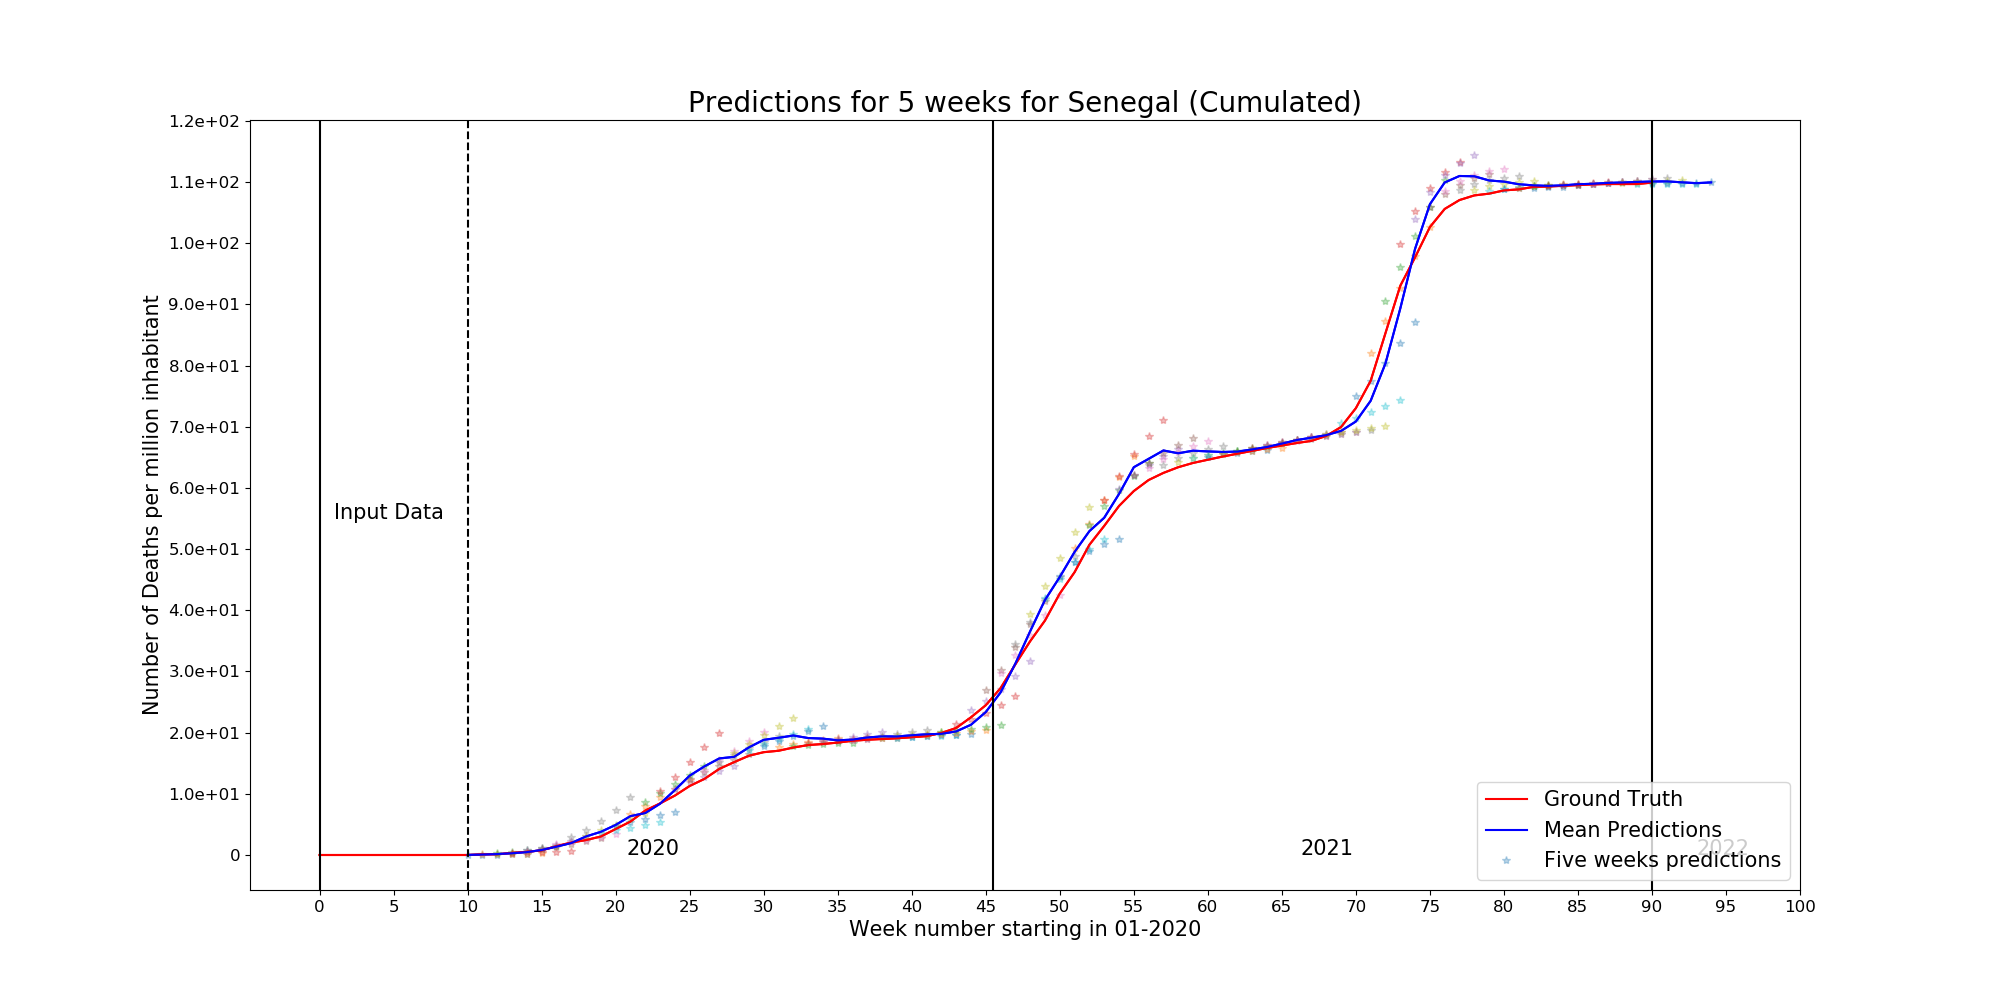 Predictions for 5 weeks for Senegal (Cumulated)
Number of Deaths per million inhabitant
1.2e+02
1.1e+02
1.0e+02
9.0e+01
8.0e+01
7.0e+01
6.0e+01
5.0e+01
4.0e+01
3.0e+01
2.0e+01
1.0e+01
0
Input Data
2020
2021
2022
Ground Truth
Mean Predictions
Five weeks predictions
0 5 10 15 20 25 30 35 40 45 50 55 60 65 70 75 80 85 90 95 100
Week number starting in 01-2020